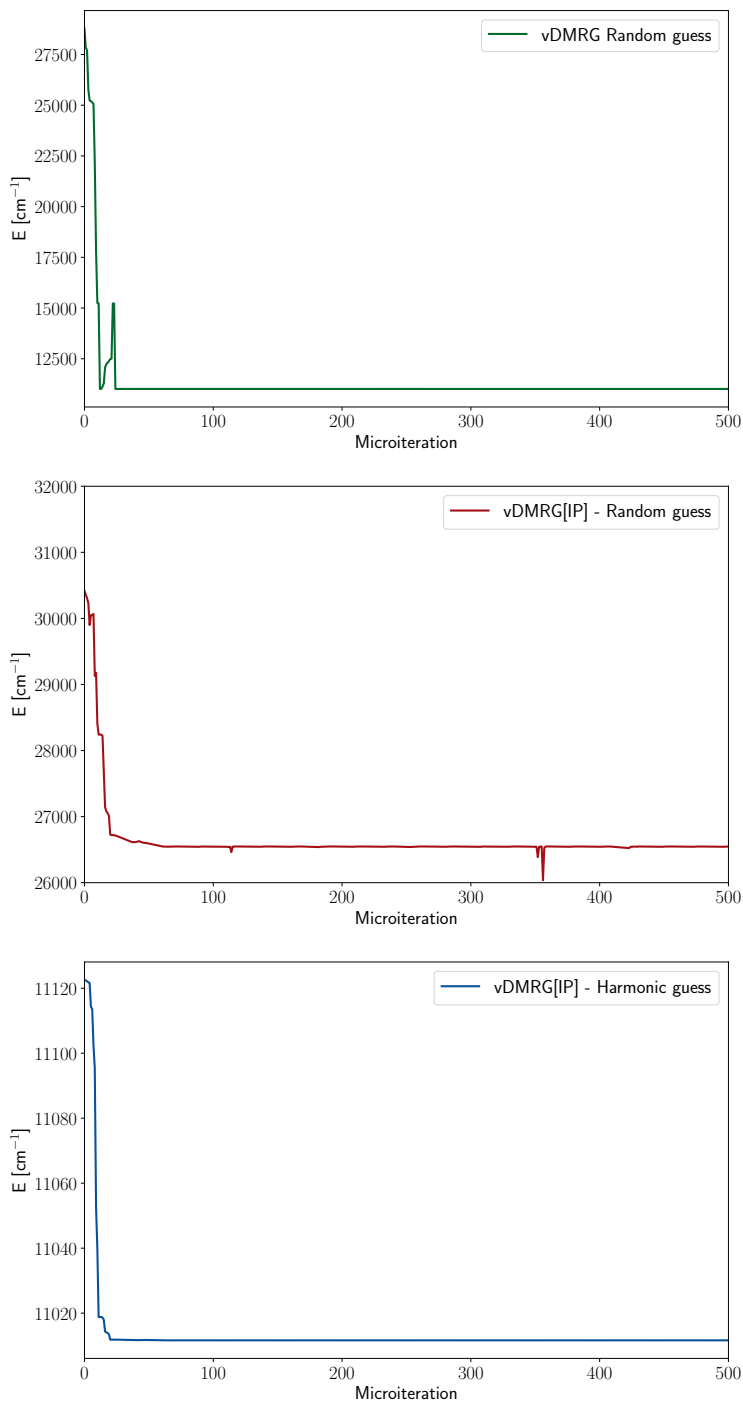 vDMRG Random guess
E [cm⁻¹]
27500
25000
22500
20000
17500
15000
12500
0 100 200 300 400 500
Microiteration
vDMRG[IP] - Random guess
E [cm⁻¹]
32000
31000
30000
29000
28000
27000
26000
0 100 200 300 400 500
Microiteration
vDMRG[IP] - Harmonic guess
E [cm⁻¹]
11120
11100
11080
11060
11040
11020
0 100 200 300 400 500
Microiteration